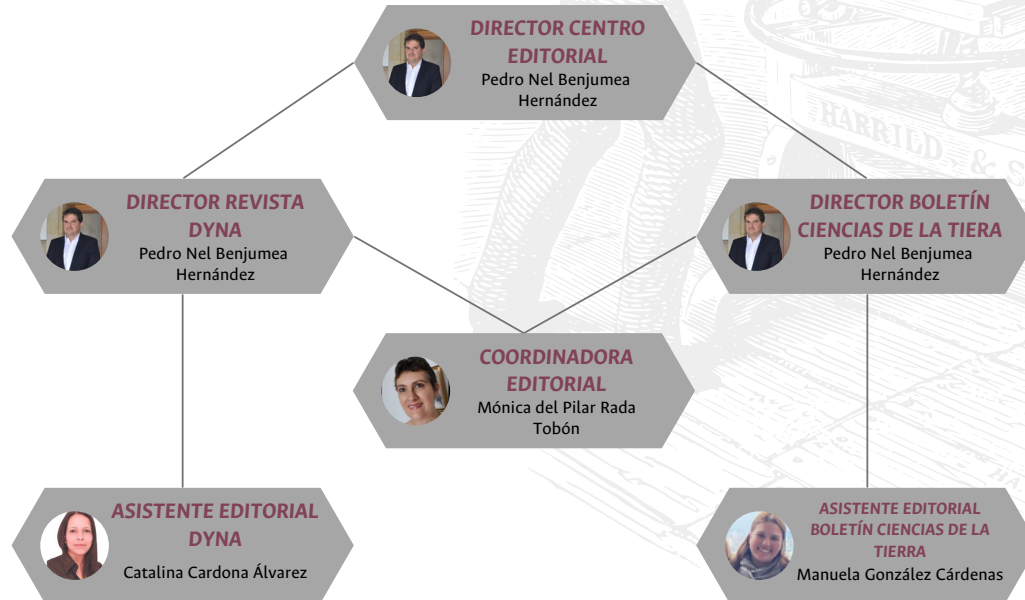 DIRECTOR CENTRO
EDITORIAL
Pedro Nel Benjumea
Hernández
HARRILD & S
DIRECTOR REVISTA
DYNA
Pedro Nel Benjumea
Hernández
DIRECTOR BOLETÍN
CIENCIAS DE LA TIERA
Pedro Nel Benjumea
Hernández
COORDINADORA
EDITORIAL
Mónica del Pilar Rada
Tobón
ASISTENTE EDITORIAL
DYNA
Catalina Cardona Álvarez
ASISTENTE EDITORIAL
BOLETÍN CIENCIAS DE LA
TIERRA
Manuela González Cárdenas